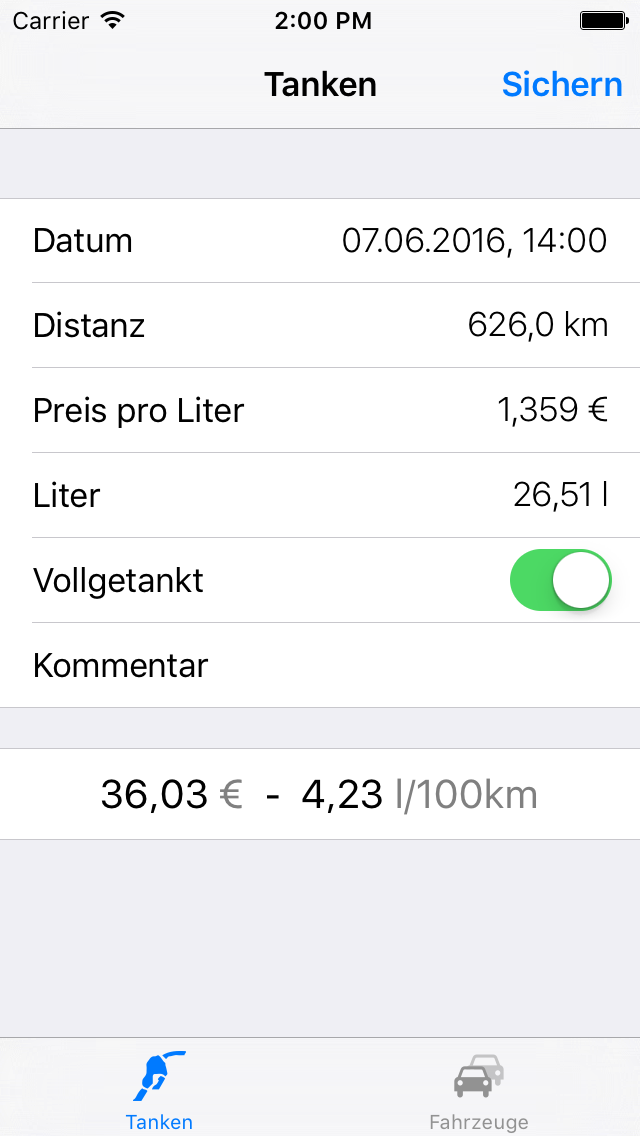 Carrier 2:00 PM
Tanken Sichern
Datum 07.06.2016, 14:00
Distanz 626,0 km
Preis pro Liter 1,359 €
Liter 26,51 l
Vollgetankt
Kommentar
36,03 € - 4,23 l/100km
Tanken Fahrzeuge